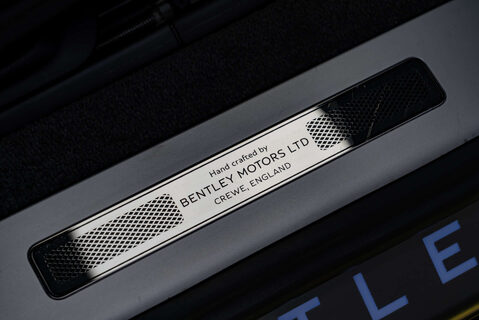 Hand crafted by
BENTLEY MOTORS LTD
CREWE, ENGLAND
TLE